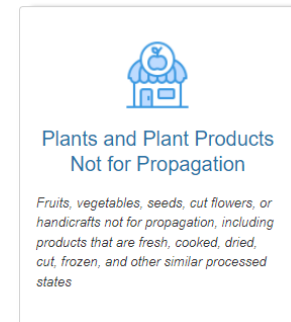 Plants and Plant Products
Not for Propagation
Fruits, vegetables, seeds, cut flowers, or
handicrafts not for propagation, including
products that are fresh, cooked, dried,
cut, frozen, and other similar processed
states